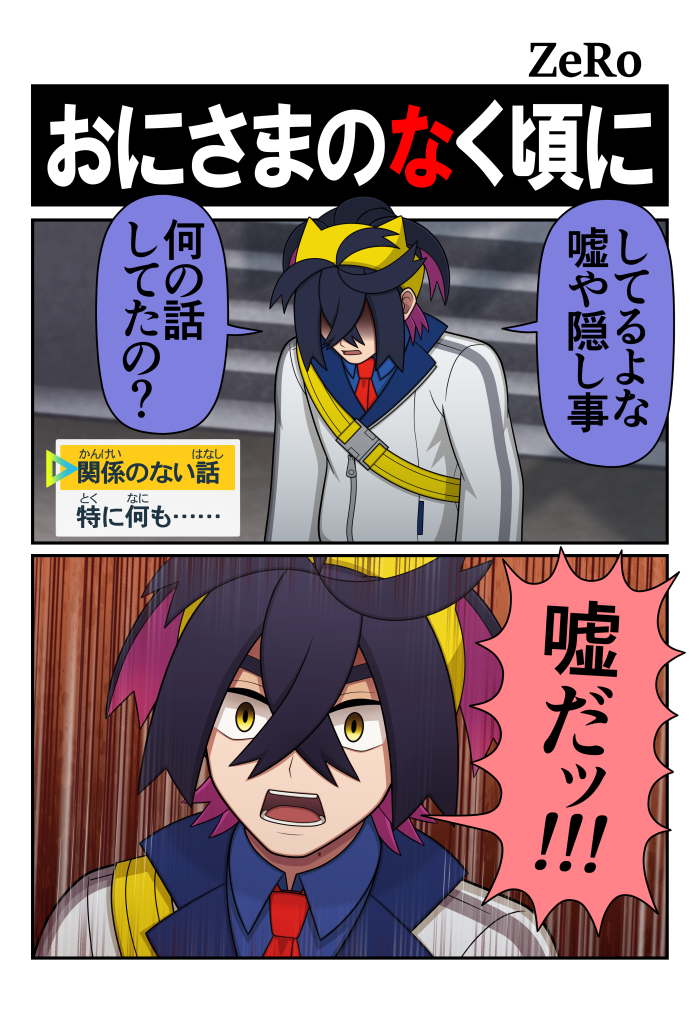 ZeRo
おにさまのなく頃に
してるよな
嘘や隠し事
何の話
してたの？
かんけい はなし
関係のない話
とく なに
特に何も……
嘘だッ!!!